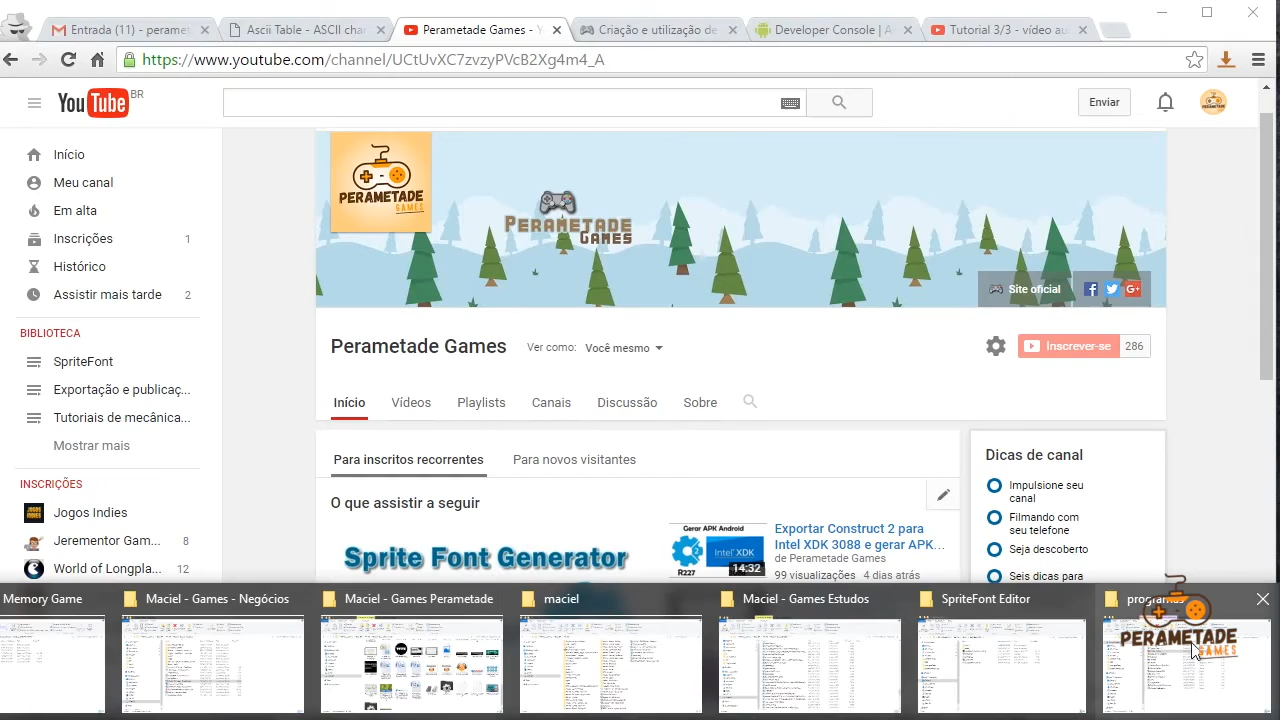 Entrada (11) - peramet
Ascii Table - ASCII cha
Perametade Games - Y
Criação e utilização de
Developer Console | A
Tutorial 3/3 - vídeo au
https://www.youtube.com/channel/UCtUvXC7zvzyPVcB2Xg4m4_A
YouTube BR
Enviar
Início
Meu canal
Em alta
Inscrições 1
Histórico
Assistir mais tarde 2
BIBLIOTECA
SpriteFont
Exportação e publicaç...
Tutoriais de mecânica...
Mostrar mais
INSCRIÇÕES
Jogos Indies
Jerementor Gam... 8
World of Longpla... 12
PERAMETADE
GAMES
PERAMETADE
GAMES
Site oficial
Perametade Games
Ver como: Você mesmo
Inscrever-se 286
Início Vídeos Playlists Canais Discussão Sobre
Para inscritos recorrentes Para novos visitantes
O que assistir a seguir
Sprite Font Generator
Gerar APK Android
Intel XDK
R227
14:32
Exportar Construct 2 para
Intel XDK 3088 e gerar APK...
de Perametade Games
99 visualizações 4 dias atrás
Dicas de canal
Impulsione seu
canal
Filmando com
seu telefone
Seja descoberto
Seis dicas para
Memory Game
Maciel - Games - Negócios
Maciel - Games Perametade
maciel
Maciel - Games Estudos
SpriteFont Editor
PERAMETADE
GAMES